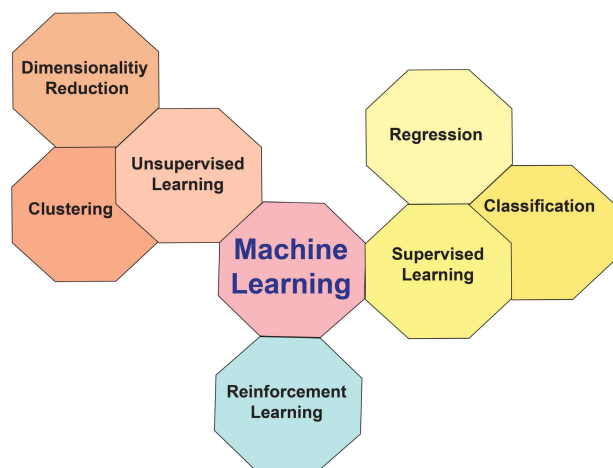 Dimensionalitiy
Reduction
Unsupervised
Learning
Clustering
Machine
Learning
Regression
Classification
Supervised
Learning
Reinforcement
Learning